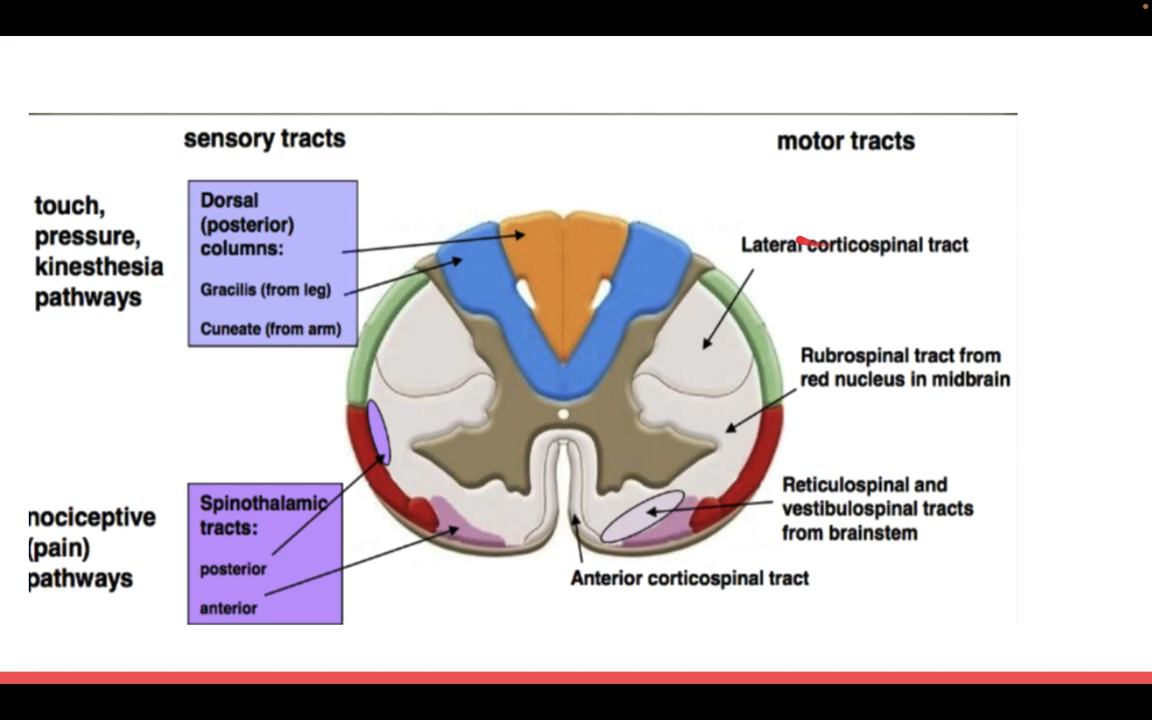 sensory tracts
motor tracts
touch,
pressure,
kinesthesia
pathways
Dorsal
(posterior)
columns:
Gracilis (from leg)
Cuneate (from arm)
Lateral corticospinal tract
Rubrospinal tract from
red nucleus in midbrain
nociceptive
(pain)
pathways
Spinothalamic
tracts:
posterior
anterior
Reticulospinal and
vestibulospinal tracts
from brainstem
Anterior corticospinal tract